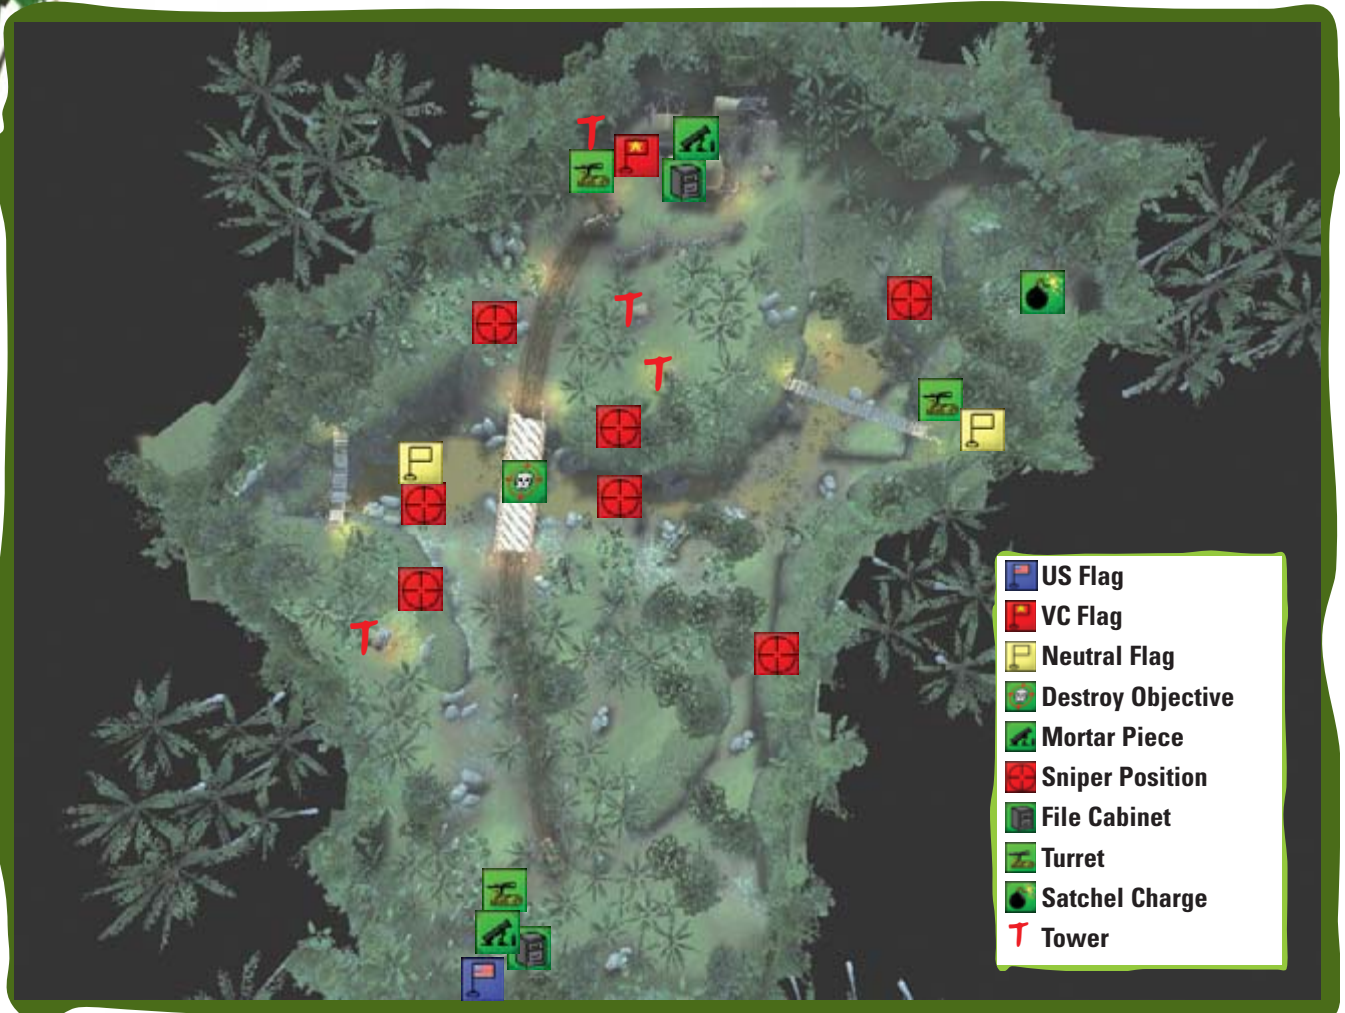 US Flag
VC Flag
Neutral Flag
Destroy Objective
Mortar Piece
Sniper Position
File Cabinet
Turret
Satchel Charge
Tower